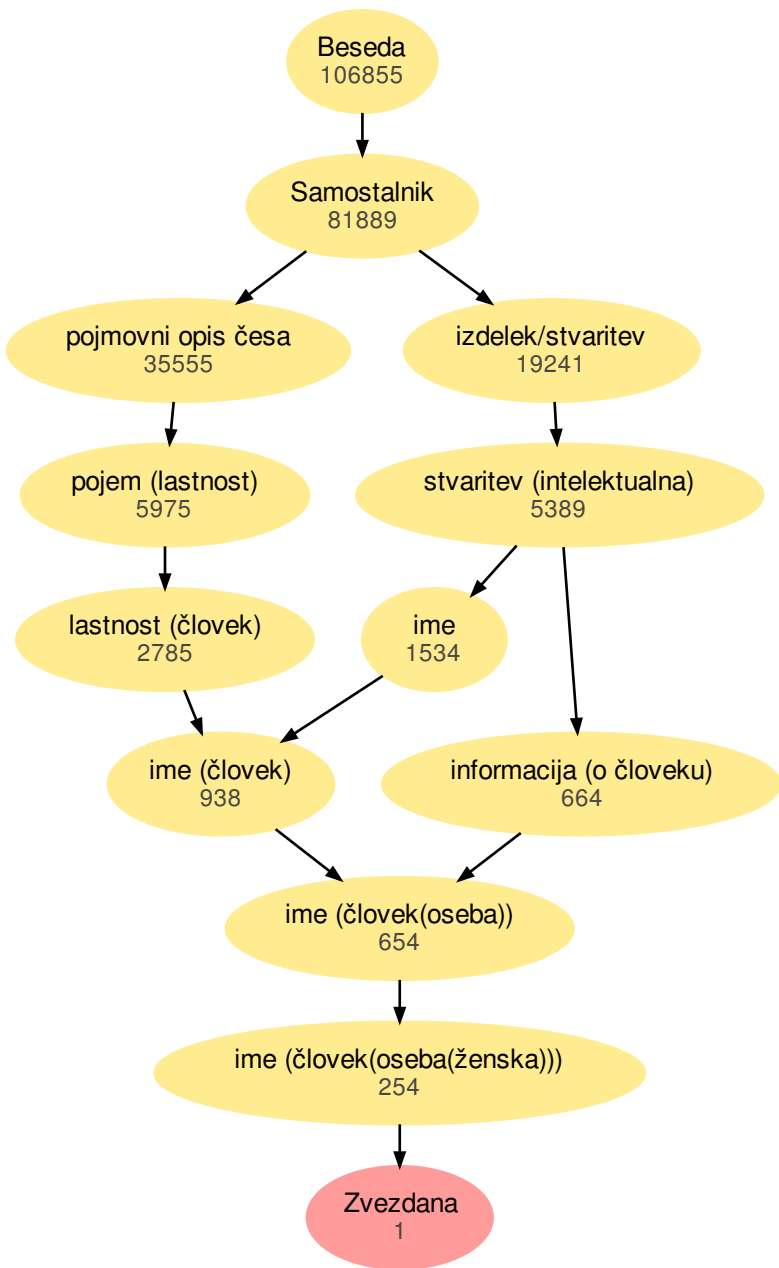 Beseda
106855
Samostalnik
81889
pojmovni opis česa
35555
izdelek/stvaritev
19241
pojem (lastnost)
5975
stvaritev (intelektualna)
5389
lastnost (človek)
2785
ime
1534
ime (človek)
938
informacija (o človeku)
664
ime (človek(oseba))
654
ime (človek(oseba(ženska)))
254
Zvezdana
1